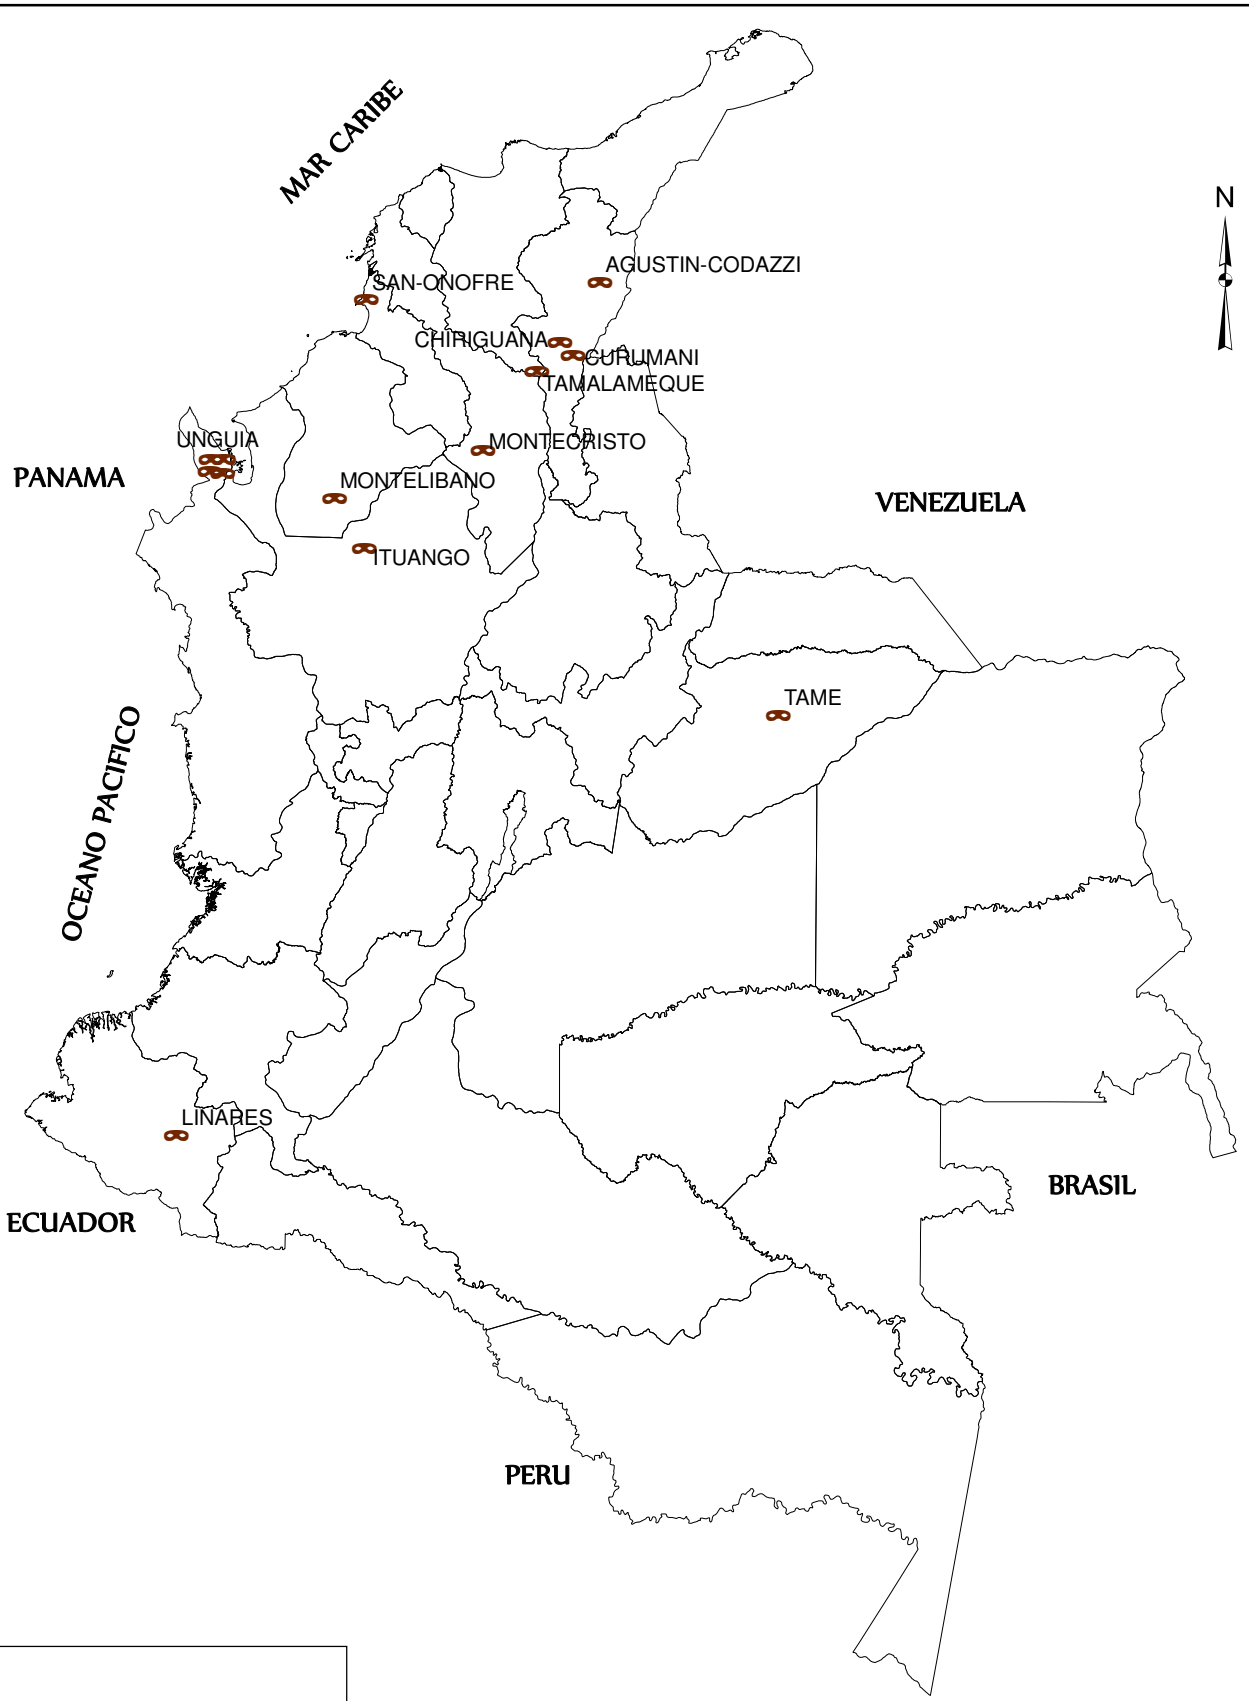 MAR CARIBE
N
AGUSTIN-CODAZZI
SAN-ONOFRE
CHIRIGUANA
CURUMANI
TAMALAMEQUE
UNGUIA
MONTECRISTO
PANAMA
MONTELIBANO
VENEZUELA
ITUANGO
TAME
OCEANO PACIFICO
LINARES
BRASIL
ECUADOR
PERU